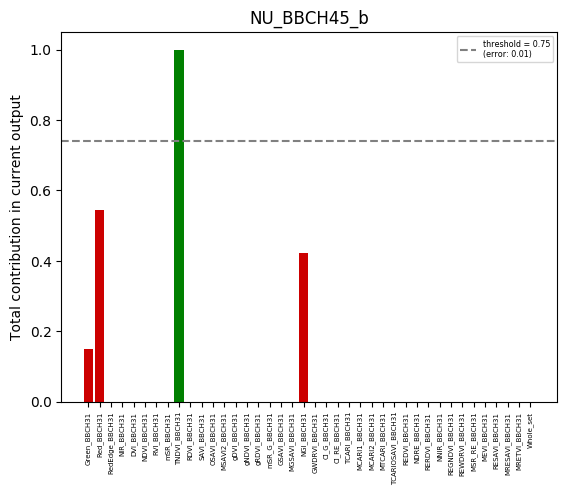 NU_BBCH45_b
threshold = 0.75
(error: 0.01)
Total contribution in current output
1.0
0.8
0.6
0.4
0.2
0.0
Green_BBCH31
Red_BBCH31
RedEdge_BBCH31
NIR_BBCH31
DVI_BBCH31
NDVI_BBCH31
RVI_BBCH31
mSR_BBCH31
TNDVI_BBCH31
RDVI_BBCH31
SAVI_BBCH31
OSAVI_BBCH31
MSAVI2_BBCH31
gDVI_BBCH31
gNDVI_BBCH31
gRDVI_BBCH31
mSR_G_BBCH31
GSAVI_BBCH31
MGSAVI_BBCH31
NGI_BBCH31
GWDRVI_BBCH31
CI_G_BBCH31
CI_RE_BBCH31
TCARI_BBCH31
MCARI1_BBCH31
MCARI2_BBCH31
MTCARI_BBCH31
TCARIOSAVI_BBCH31
REDVI_BBCH31
NDRE_BBCH31
RERDVI_BBCH31
NNIR_BBCH31
REGNDVI_BBCH31
REWDRVI_BBCH31
MSR_RE_BBCH31
MEVI_BBCH31
RESAVI_BBCH31
MRESAVI_BBCH31
MRETVI_BBCH31
Whole_set